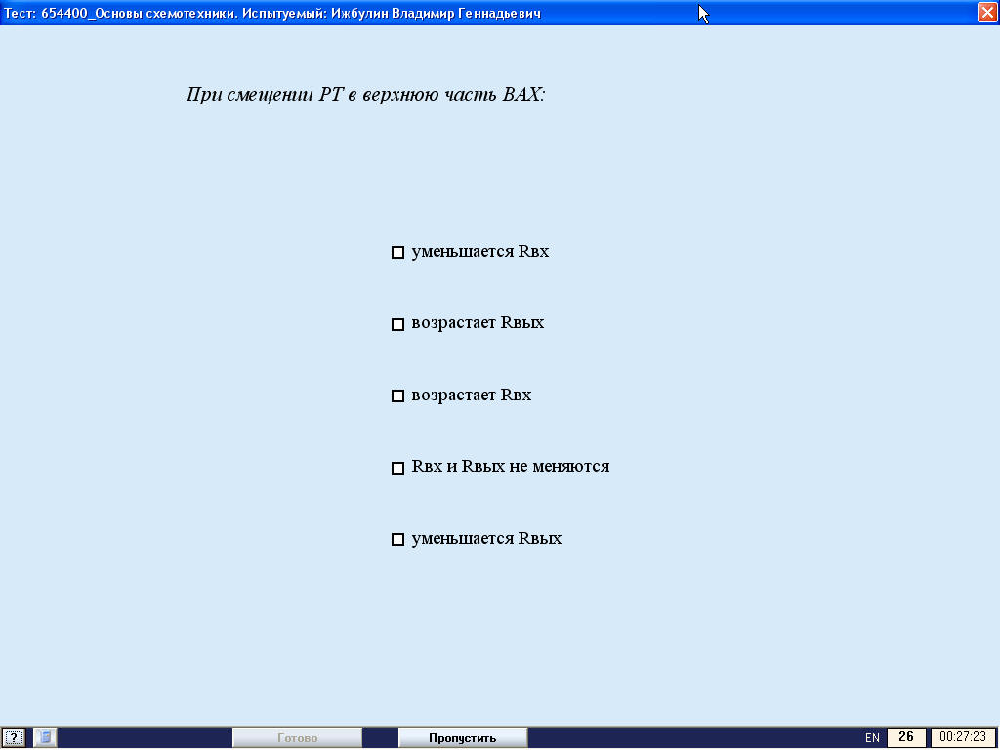 Тест: 654400_Основы схемотехники. Испытуемый: Ижбулин Владимир Геннадьевич
При смещении РТ в верхнюю часть ВАХ:
уменьшается Rвх
возрастает Rвых
возрастает Rвх
Rвх и Rвых не меняются
уменьшается Rвых
? Готово Пропустить EN 26 00:27:23